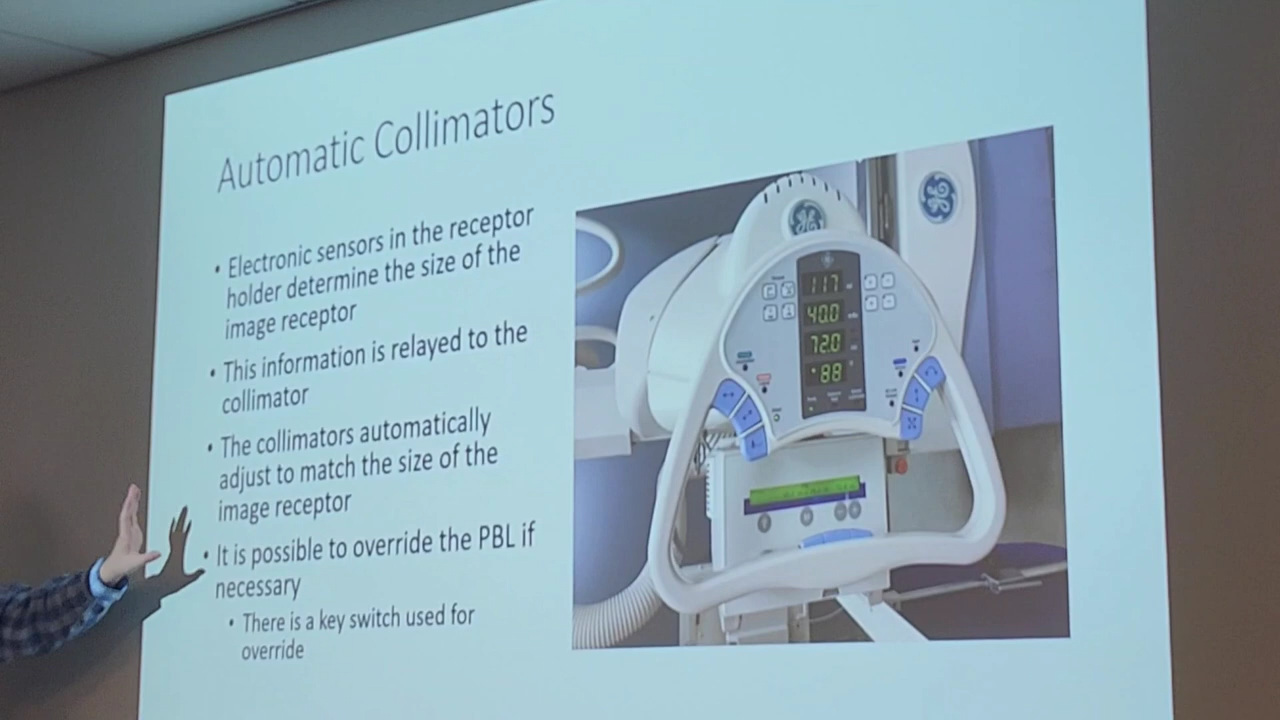 Automatic Collimators
• Electronic sensors in the receptor
holder determine the size of the
image receptor
• This information is relayed to the
collimator
• The collimators automatically
adjust to match the size of the
image receptor
• It is possible to override the PBL if
necessary
• There is a key switch used for
override
117
40.0
72.0
88